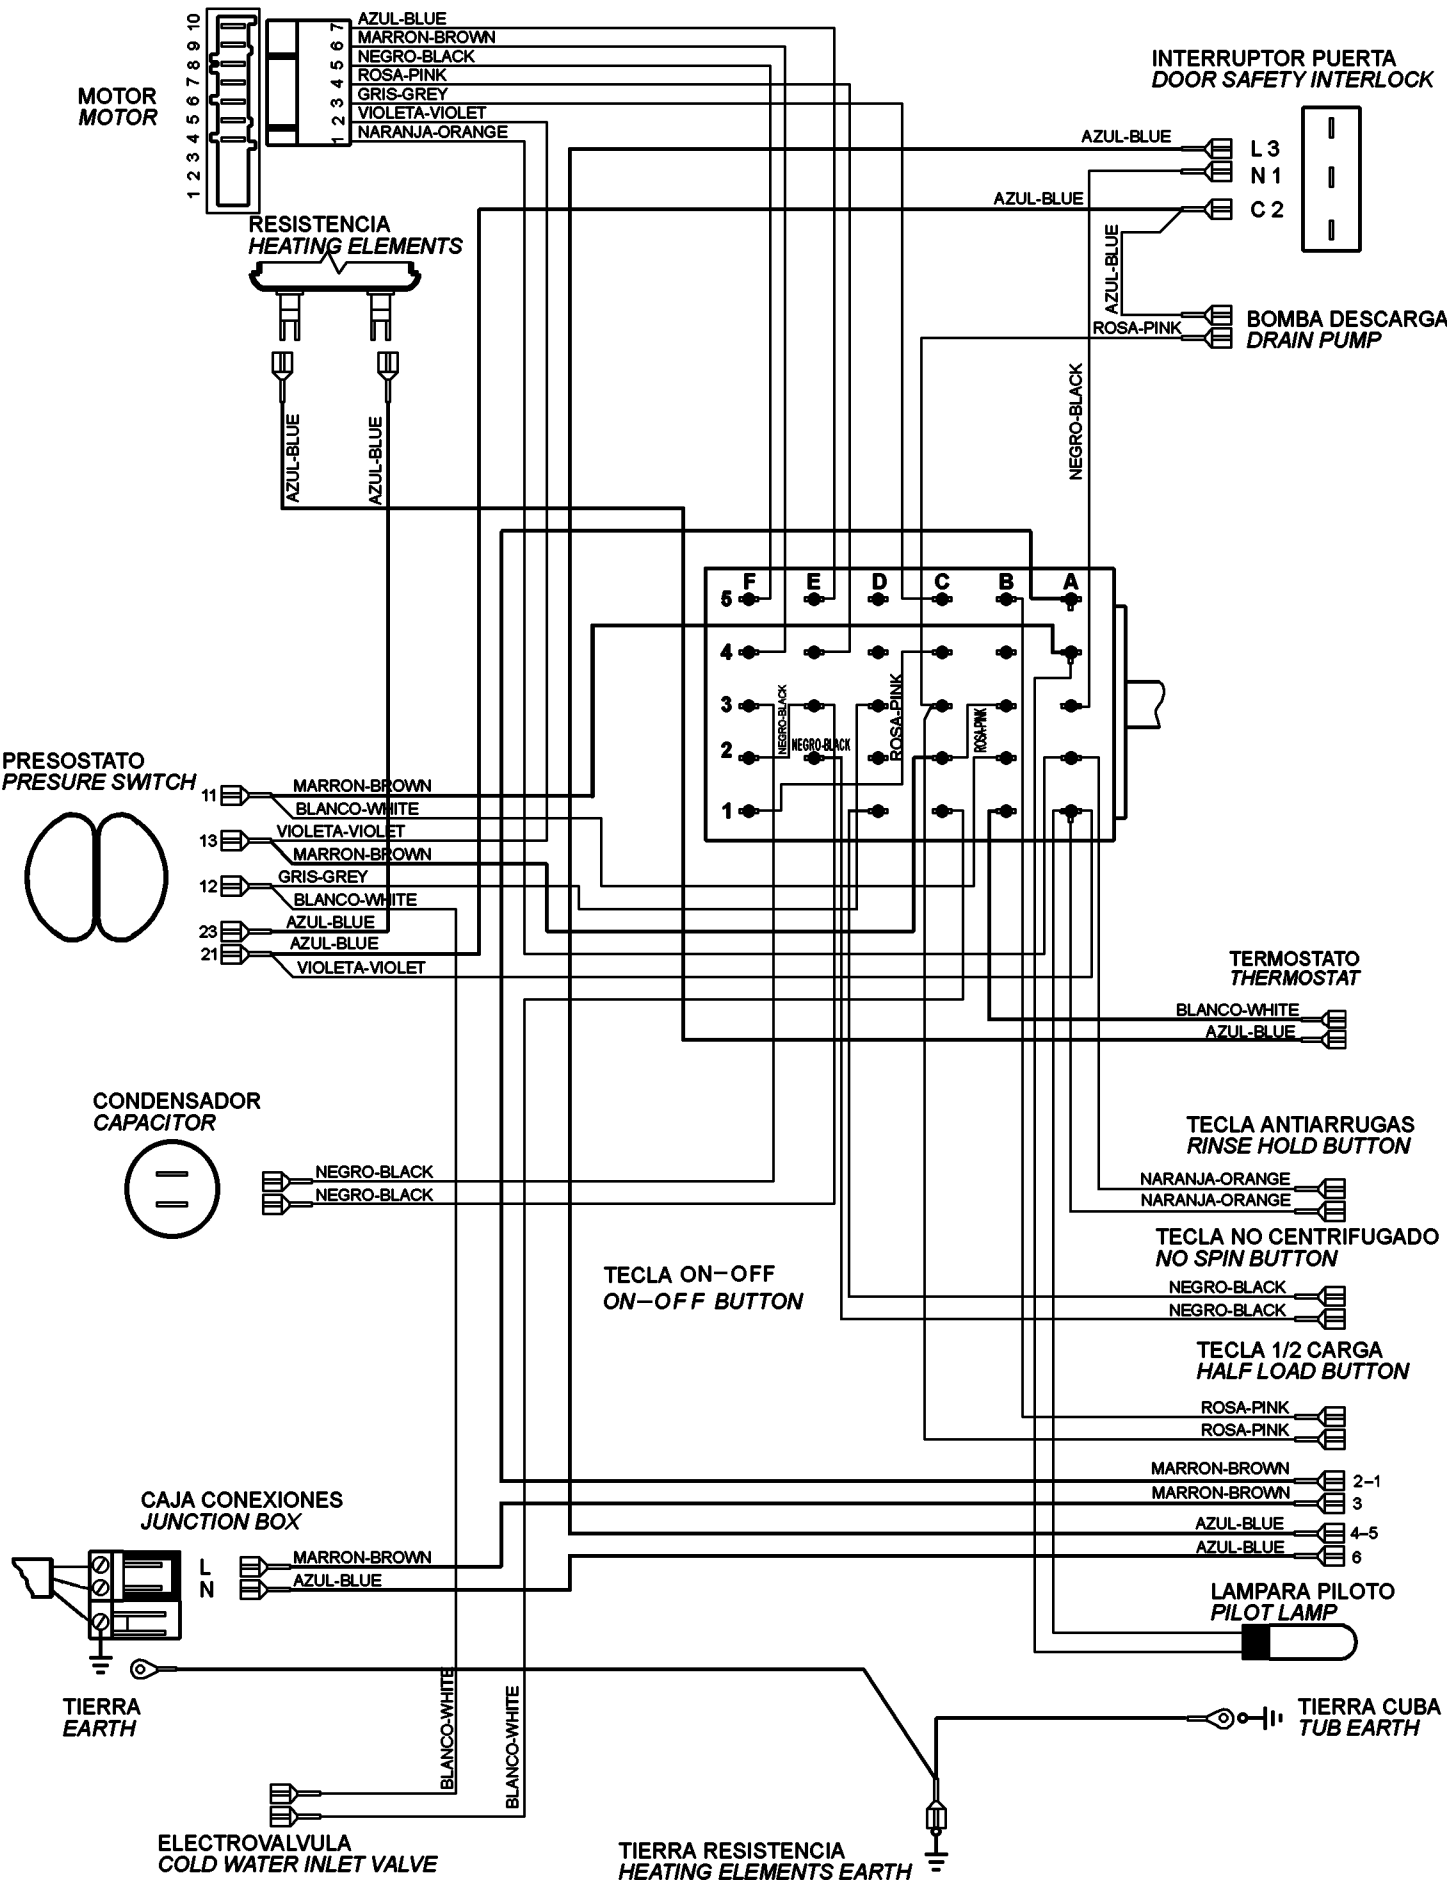 10
9
8
7
6
5
4
3
2
1
MOTOR
MOTOR
7
6
5
4
3
2
1
AZUL-BLUE
MARRON-BROWN
NEGRO-BLACK
ROSA-PINK
GRIS-GREY
VIOLETA-VIOLET
NARANJA-ORANGE
INTERRUPTOR PUERTA
DOOR SAFETY INTERLOCK
AZUL-BLUE
L 3
N 1
AZUL-BLUE
C 2
AZUL-BLUE
ROSA-PINK
BOMBA DESCARGA
DRAIN PUMP
NEGRO-BLACK
RESISTENCIA
HEATING ELEMENTS
AZUL-BLUE
AZUL-BLUE
F E D C B A
5
4
3
2
1
NEGRO-BLACK
NEGRO-BLACK
ROSA-PINK
ROSA-PINK
PRESOSTATO
PRESURE SWITCH
11
MARRON-BROWN
BLANCO-WHITE
13
VIOLETA-VIOLET
MARRON-BROWN
12
GRIS-GREY
BLANCO-WHITE
23
AZUL-BLUE
21
AZUL-BLUE
VIOLETA-VIOLET
TERMOSTATO
THERMOSTAT
BLANCO-WHITE
AZUL-BLUE
CONDENSADOR
CAPACITOR
NEGRO-BLACK
NEGRO-BLACK
TECLA ANTIARRUGAS
RINSE HOLD BUTTON
NARANJA-ORANGE
NARANJA-ORANGE
TECLA NO CENTRIFUGADO
NO SPIN BUTTON
NEGRO-BLACK
NEGRO-BLACK
TECLA ON-OFF
ON-OFF BUTTON
TECLA 1/2 CARGA
HALF LOAD BUTTON
ROSA-PINK
ROSA-PINK
MARRON-BROWN
2-1
MARRON-BROWN
3
AZUL-BLUE
4-5
AZUL-BLUE
6
CAJA CONEXIONES
JUNCTION BOX
L
MARRON-BROWN
N
AZUL-BLUE
LAMPARA PILOTO
PILOT LAMP
TIERRA
EARTH
BLANCO-WHITE
BLANCO-WHITE
TIERRA CUBA
TUB EARTH
ELECTROVALVULA
COLD WATER INLET VALVE
TIERRA RESISTENCIA
HEATING ELEMENTS EARTH